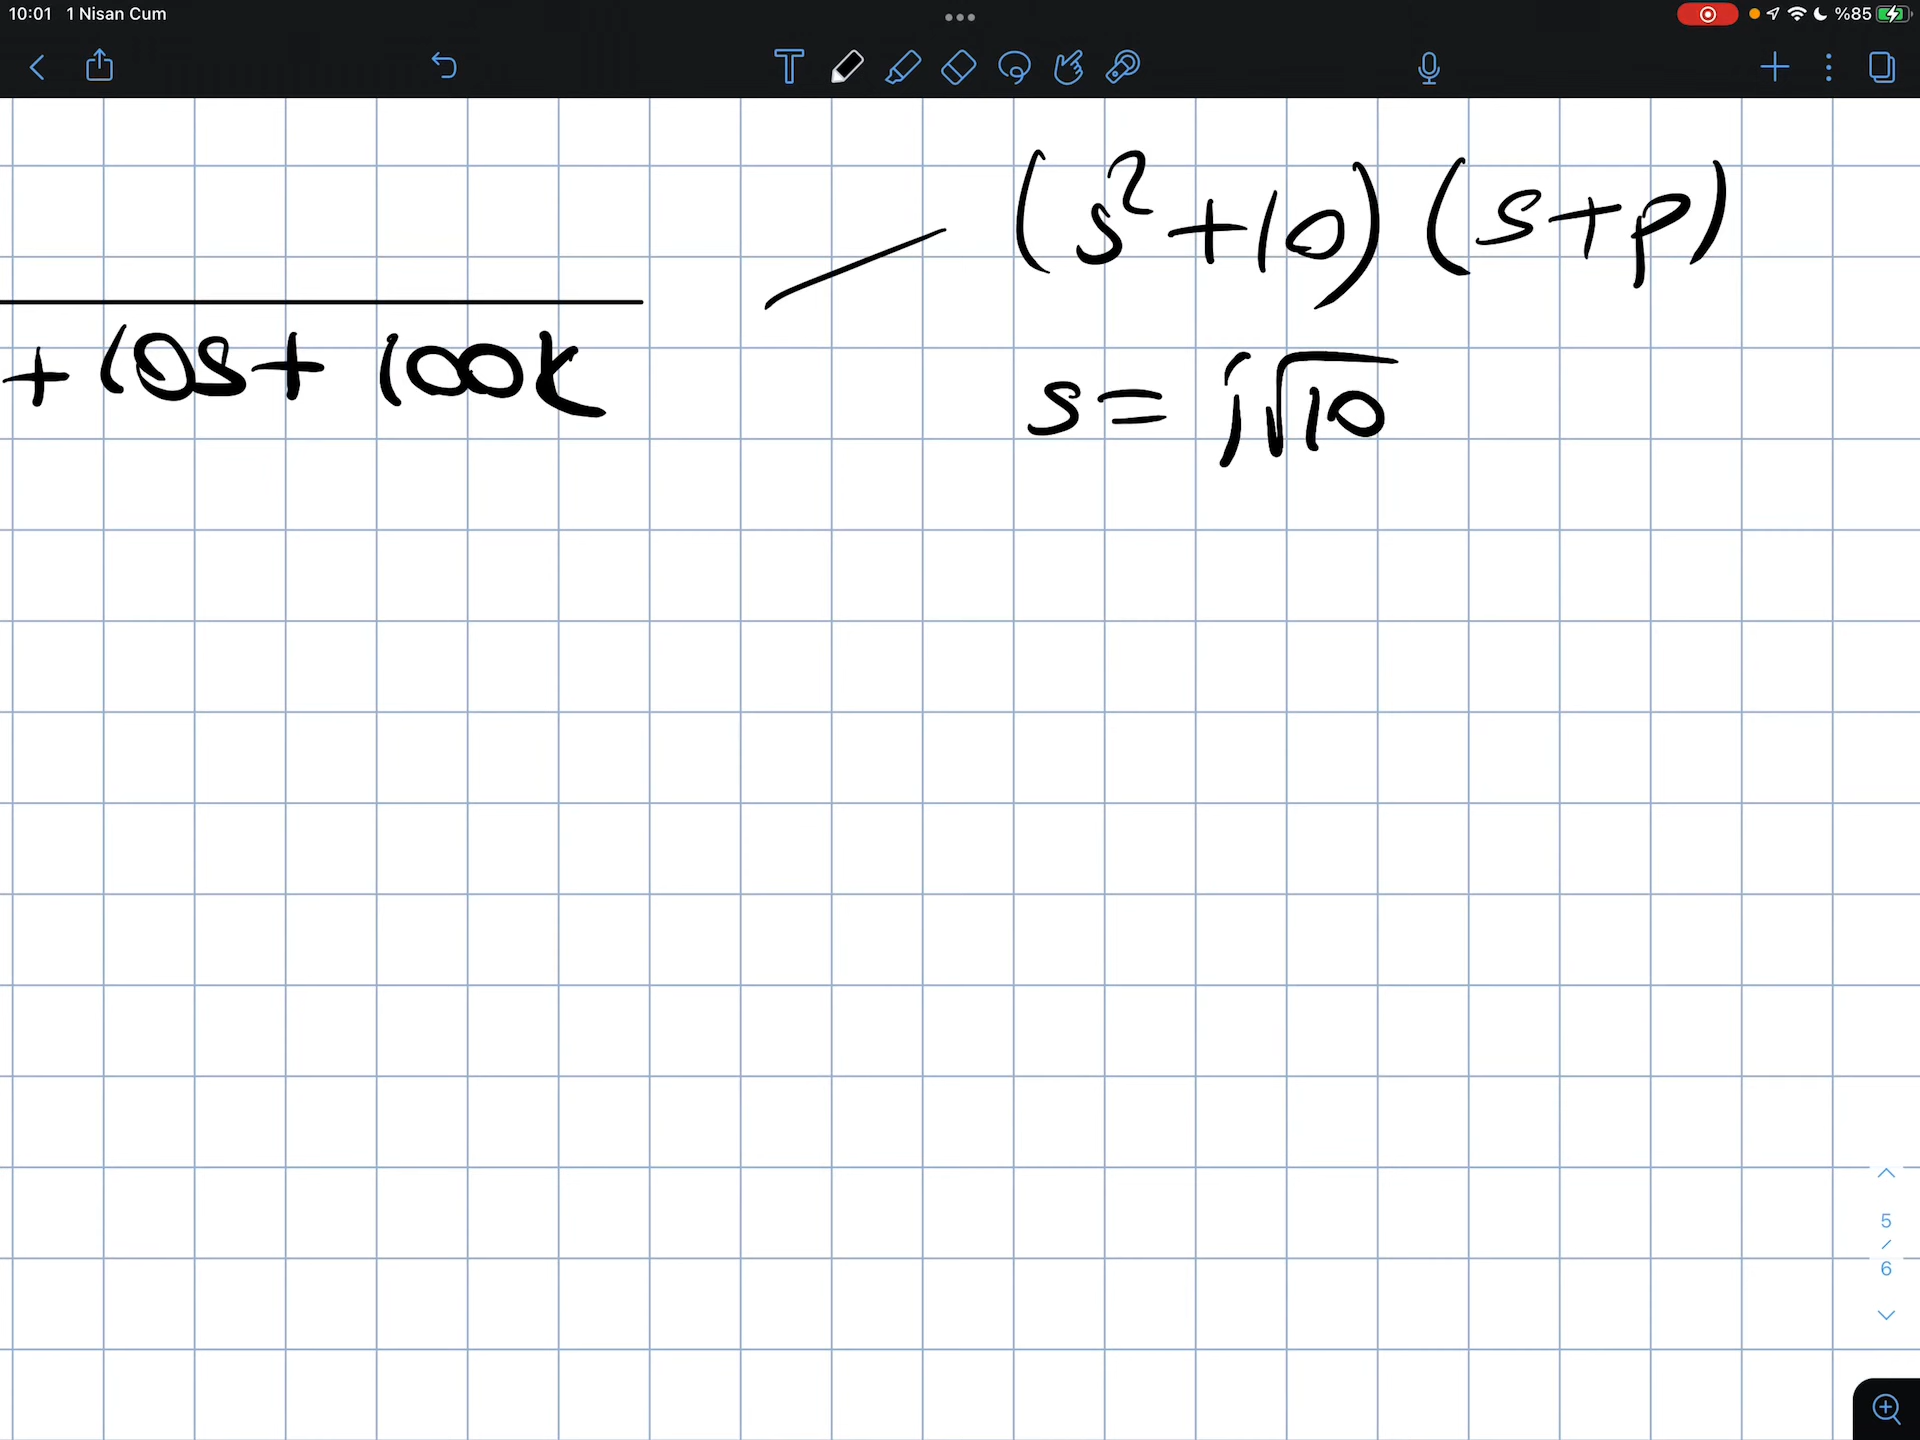 10:01 1 Nisan Cum
%85
T
(s²+10)(s+p)
+ 10s + 100k
s = j√10
5
/
6